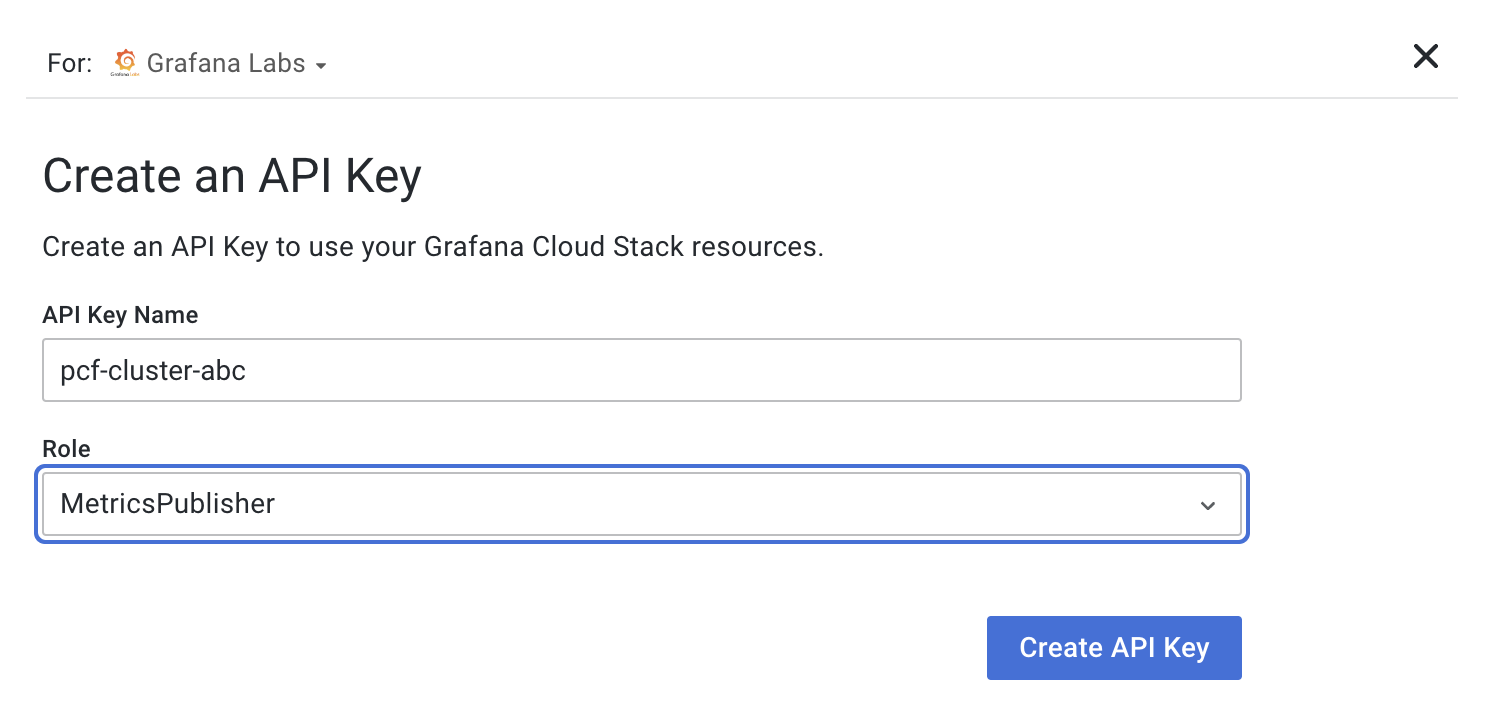 For: Grafana Labs
Create an API Key
Create an API Key to use your Grafana Cloud Stack resources.
API Key Name
pcf-cluster-abc
Role
MetricsPublisher
Create API Key